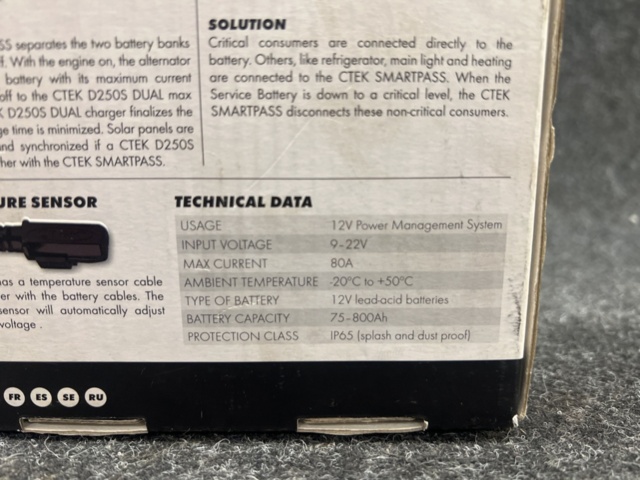 SS separates the two battery banks
f. With the engine on, the alternator
battery with its maximum current
off to the CTEK D250S DUAL max
K D250S DUAL charger finalizes the
ge time is minimized. Solar panels are
nd synchronized if a CTEK D250S
her with the CTEK SMARTPASS.
SOLUTION
Critical consumers are connected directly to the
battery. Others, like refrigerator, main light and heating
are connected to the CTEK SMARTPASS. When the
Service Battery is down to a critical level, the CTEK
SMARTPASS disconnects these non-critical consumers.
URE SENSOR
has a temperature sensor cable
er with the battery cables. The
sensor will automatically adjust
voltage .
TECHNICAL DATA
USAGE 12V Power Management System
INPUT VOLTAGE 9-22V
MAX CURRENT 80A
AMBIENT TEMPERATURE -20°C to +50°C
TYPE OF BATTERY 12V lead-acid batteries
BATTERY CAPACITY 75-800Ah
PROTECTION CLASS IP65 (splash and dust proof)
FR ES SE RU